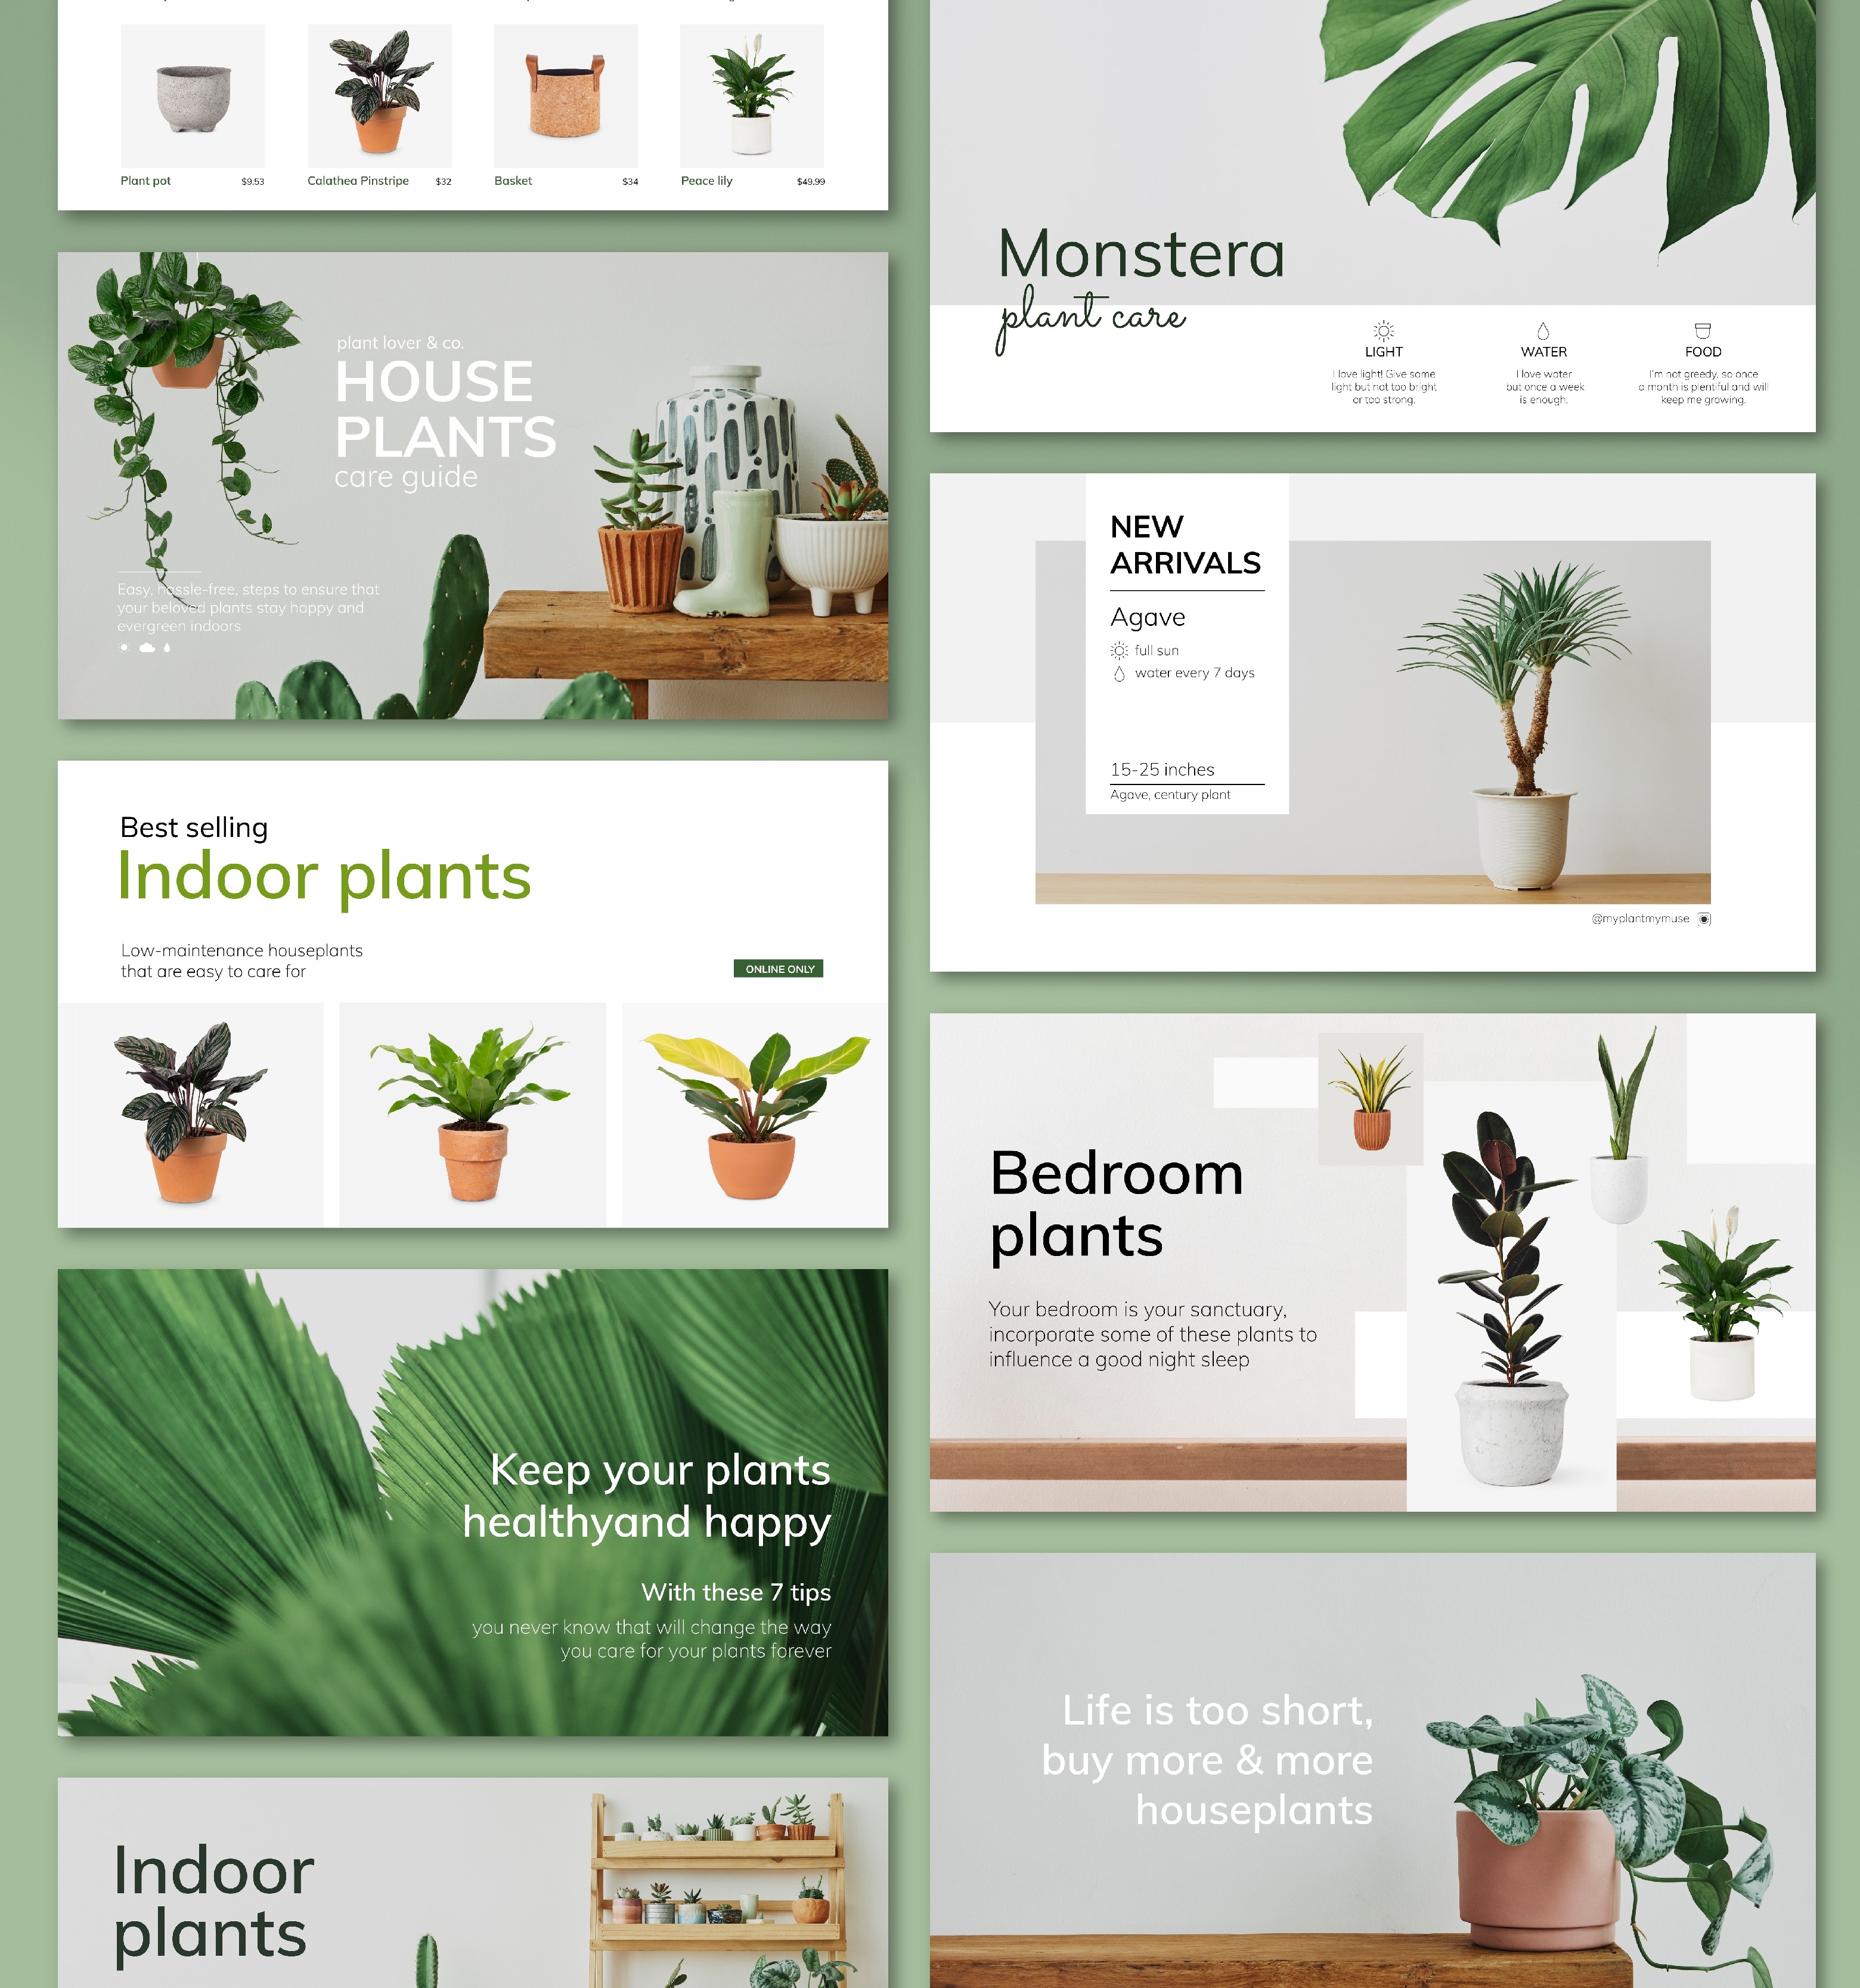 Plant pot $9.53
Calathea Pinstripe $32
Basket $34
Peace lily $49.99
plant lover & co.
HOUSE
PLANTS
care guide
Easy, hassle-free, steps to ensure that
your beloved plants stay happy and
evergreen indoors
Best selling
Indoor plants
Low-maintenance houseplants
that are easy to care for
ONLINE ONLY
Keep your plants
healthyand happy
With these 7 tips
you never know that will change the way
you care for your plants forever
Indoor
plants
Monstera
plant care
LIGHT
I love light! Give some
light but not too bright
or too strong.
WATER
I love water
but once a week
is enough.
FOOD
I'm not greedy, so once
a month is plentiful and will
keep me growing.
NEW
ARRIVALS
Agave
full sun
water every 7 days
15-25 inches
Agave, century plant
@myplantmymuse
Bedroom
plants
Your bedroom is your sanctuary,
incorporate some of these plants to
influence a good night sleep
Life is too short,
buy more & more
houseplants